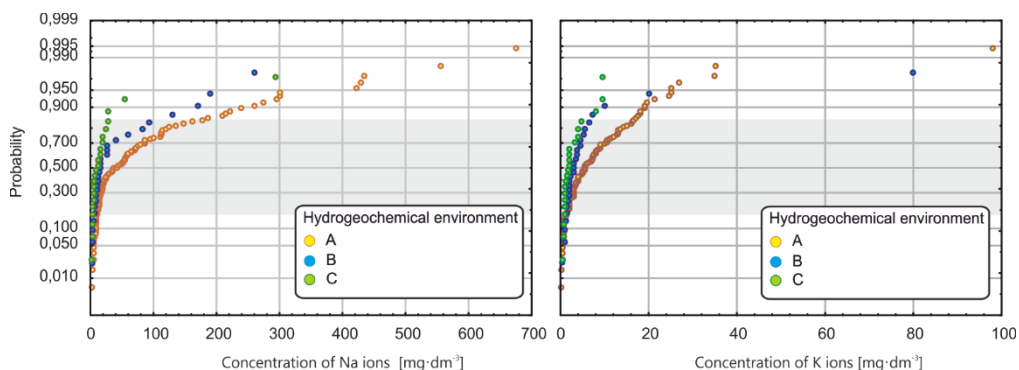 Probability
0,999
0,995
0,990
0,950
0,900
0,700
0,500
0,300
0,100
0,050
0,010
Hydrogeochemical environment
A
B
C
0 100 200 300 400 500 600 700
Concentration of Na ions [mg·dm⁻³]
Hydrogeochemical environment
A
B
C
0 20 40 60 80 100
Concentration of K ions [mg·dm⁻³]